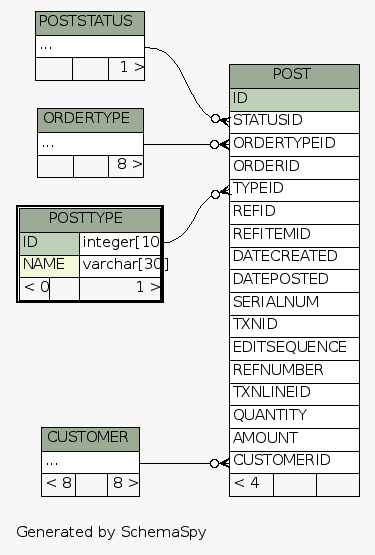 POSTSTATUS
...
1 >
ORDERTYPE
...
8 >
POSTTYPE
ID integer[10]
NAME varchar[30]
< 0 1 >
CUSTOMER
...
< 8 8 >
POST
ID
STATUSID
ORDERTYPEID
ORDERID
TYPEID
REFID
REFITEMID
DATECREATED
DATEPOSTED
SERIALNUM
TXNID
EDITSEQUENCE
REFNUMBER
TXNLINEID
QUANTITY
AMOUNT
CUSTOMERID
< 4
Generated by SchemaSpy